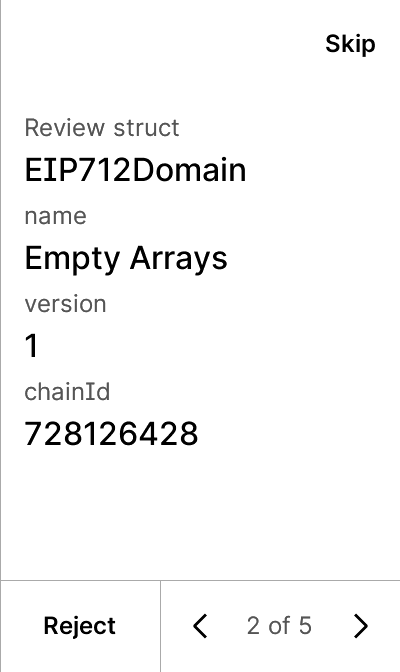 Skip
Review struct
EIP712Domain
name
Empty Arrays
version
1
chainId
728126428
Reject
2 of 5